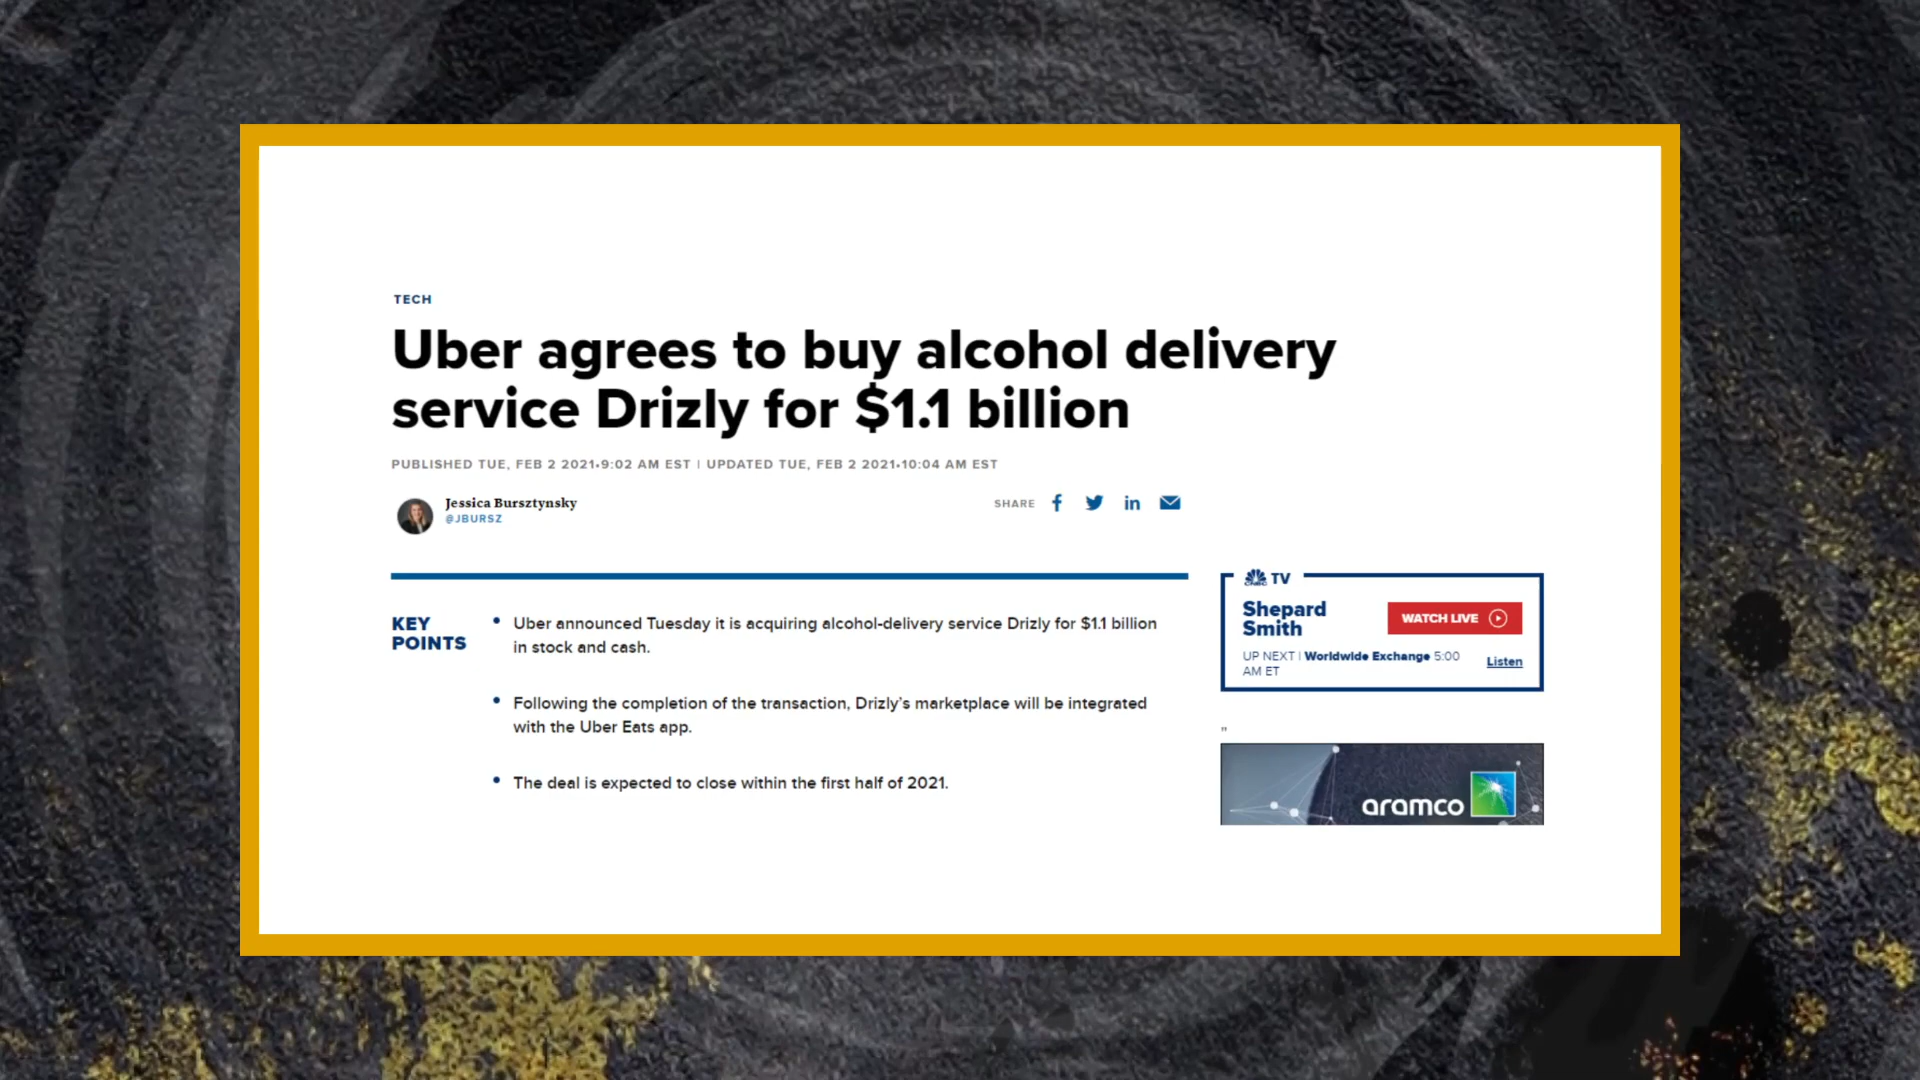 TECH
Uber agrees to buy alcohol delivery
service Drizly for $1.1 billion
PUBLISHED TUE, FEB 2 2021•9:02 AM EST | UPDATED TUE, FEB 2 2021•10:04 AM EST
Jessica Bursztynsky
@JBURSZ
SHARE
KEY
POINTS
• Uber announced Tuesday it is acquiring alcohol-delivery service Drizly for $1.1 billion
in stock and cash.
• Following the completion of the transaction, Drizly's marketplace will be integrated
with the Uber Eats app.
• The deal is expected to close within the first half of 2021.
CNBC TV
Shepard
Smith
WATCH LIVE
UP NEXT | Worldwide Exchange 5:00
AM ET
Listen
"
aramco